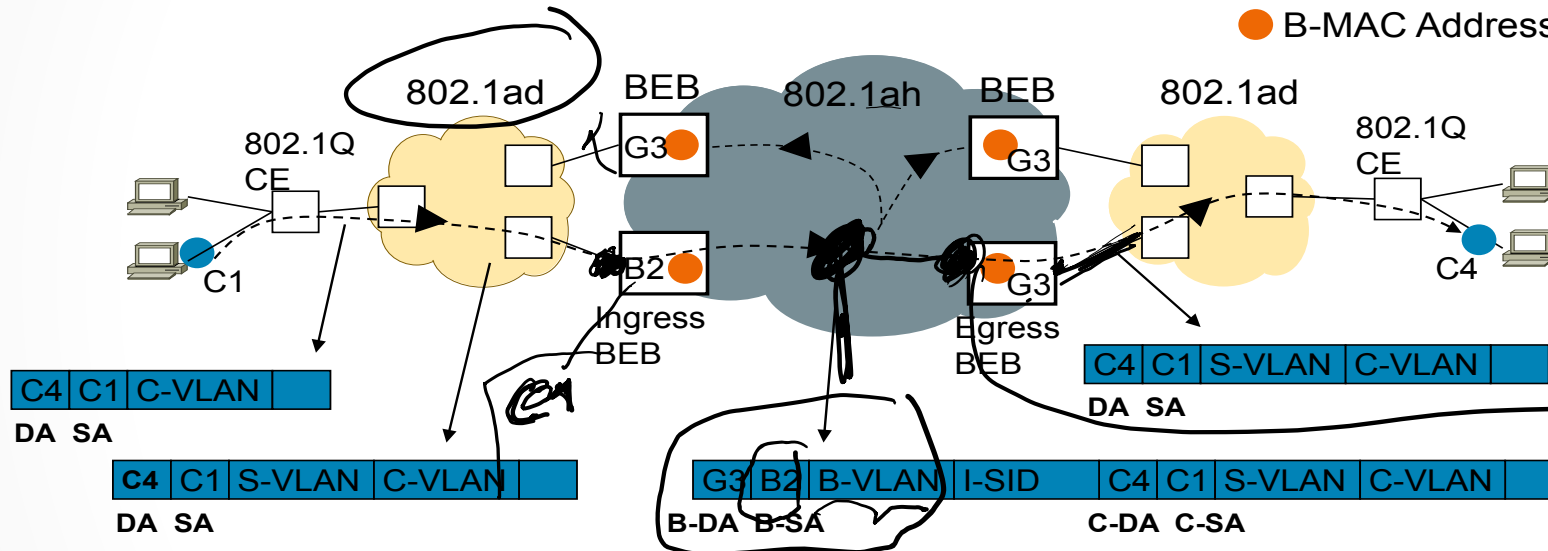 B-MAC Address
802.1ad
BEB
802.1ah
BEB
802.1ad
802.1Q
CE
G3
G3
802.1Q
CE
C1
B2
G3
C4
Ingress
BEB
Egress
BEB
C4 C1 C-VLAN
DA SA
C4 C1 S-VLAN C-VLAN
DA SA
C4 C1 S-VLAN C-VLAN
DA SA
G3 B2 B-VLAN I-SID C4 C1 S-VLAN C-VLAN
B-DA B-SA C-DA C-SA